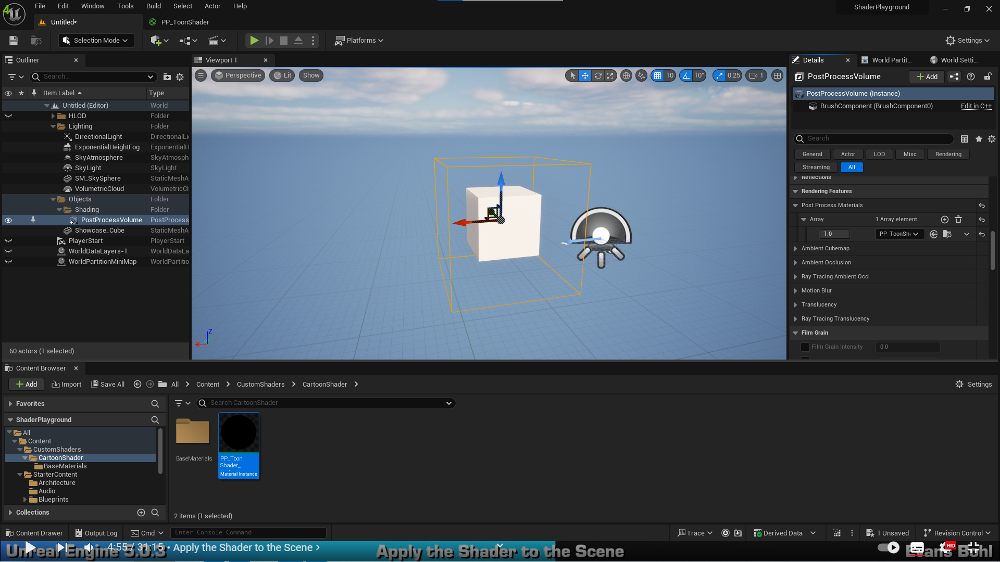 File Edit Window Tools Build Select Actor Help
ShaderPlayground
Untitled*
PP_ToonShader
Selection Mode
Platforms
Settings
Outliner
Search...
Item Label Type
Untitled (Editor) World
HLOD Folder
Lighting Folder
DirectionalLight DirectionalLi
ExponentialHeightFog ExponentialH
SkyAtmosphere SkyAtmosph
SkyLight SkyLight
SM_SkySphere StaticMeshA
VolumetricCloud VolumetricCl
Objects Folder
Shading Folder
PostProcessVolume PostProcess
Showcase_Cube StaticMeshA
PlayerStart PlayerStart
WorldDataLayers-1 WorldDataLa
WorldPartitionMiniMap WorldPartitio
60 actors (1 selected)
Viewport 1
Perspective Lit Show
10 10° 0.25 1
Z
X
Details World Partit... World Setti...
PostProcessVolume Add
PostProcessVolume (Instance)
BrushComponent (BrushComponent0) Edit in C++
Search
General Actor LOD Misc Rendering
Streaming All
Reflections
Rendering Features
Post Process Materials
Array 1 Array element
1.0 PP_ToonSha
Ambient Cubemap
Ambient Occlusion
Ray Tracing Ambient Occl
Motion Blur
Translucency
Ray Tracing Translucency
Film Grain
Film Grain Intensity 0.0
Content Browser
Add Import Save All All Content CustomShaders CartoonShader Settings
Favorites
ShaderPlayground
All
Content
CustomShaders
CartoonShader
BaseMaterials
StarterContent
Architecture
Audio
Blueprints
Collections
Search CartoonShader
BaseMaterials
PP_Toon
Shader_
Material Instance
2 items (1 selected)
Content Drawer Output Log Cmd Enter Console Command Trace Derived Data 1 Unsaved Revision Control
Unreal Engine 5.0.3
4:55 / 31:15 • Apply the Shader to the Scene
Apply the Shader to the Scene
HD
Evans Bohl